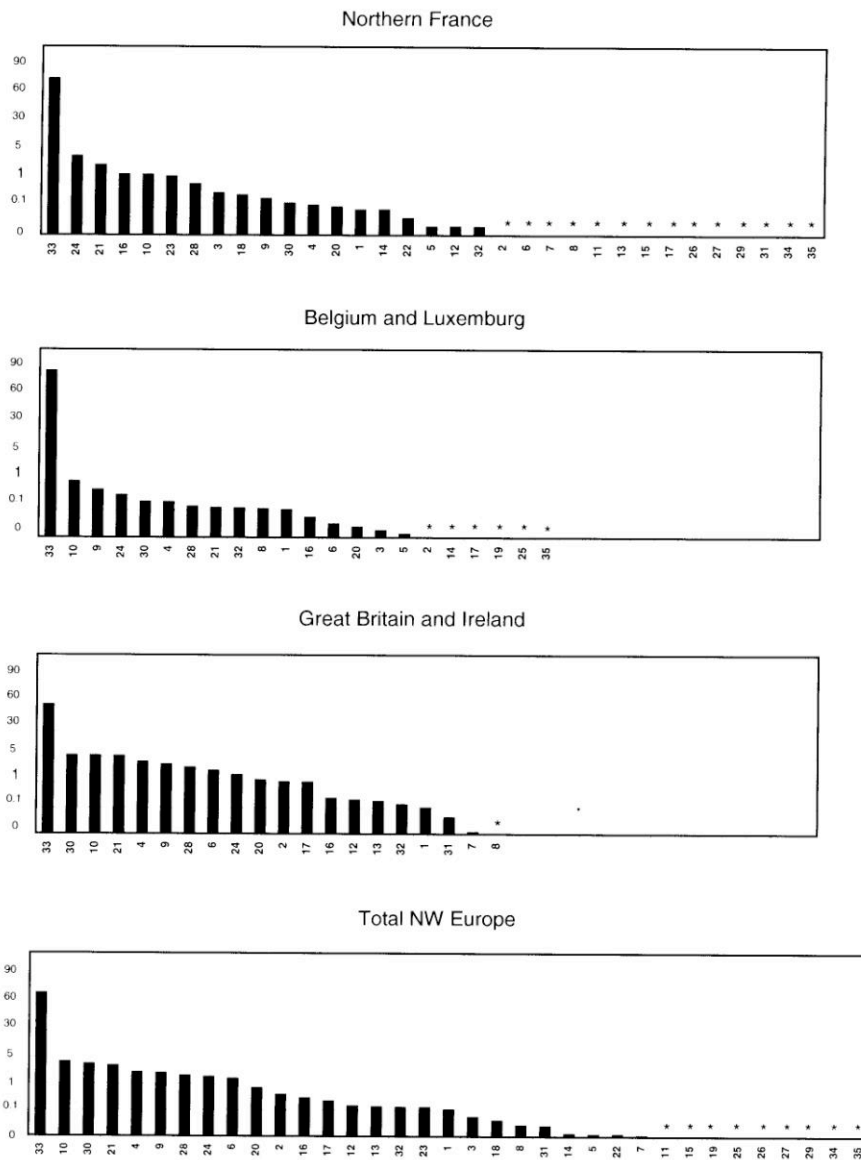 Northern France
90
60
30
5
1
0.1
0
33 24 21 16 10 23 28 3 18 9 30 4 20 1 14 22 5 12 32 2 6 7 8 11 13 15 17 26 27 29 31 34 35
* * * * * * * * * * * * * *
Belgium and Luxemburg
90
60
30
5
1
0.1
0
33 10 9 24 30 4 28 21 32 8 1 16 6 20 3 5 2 14 17 19 25 35
* * * * * *
Great Britain and Ireland
90
60
30
5
1
0.1
0
33 30 10 21 4 9 28 6 24 20 2 17 16 12 13 32 1 31 7 8
*
Total NW Europe
90
60
30
5
1
0.1
0
33 10 30 21 4 9 28 24 6 20 2 16 17 12 13 32 23 1 3 18 8 31 14 5 22 7 11 15 19 25 26 27 29 34 35
* * * * * * * * *